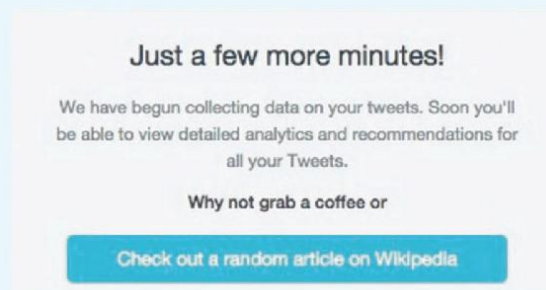 Just a few more minutes!
We have begun collecting data on your tweets. Soon you'll
be able to view detailed analytics and recommendations for
all your Tweets.
Why not grab a coffee or
Check out a random article on Wikipedia